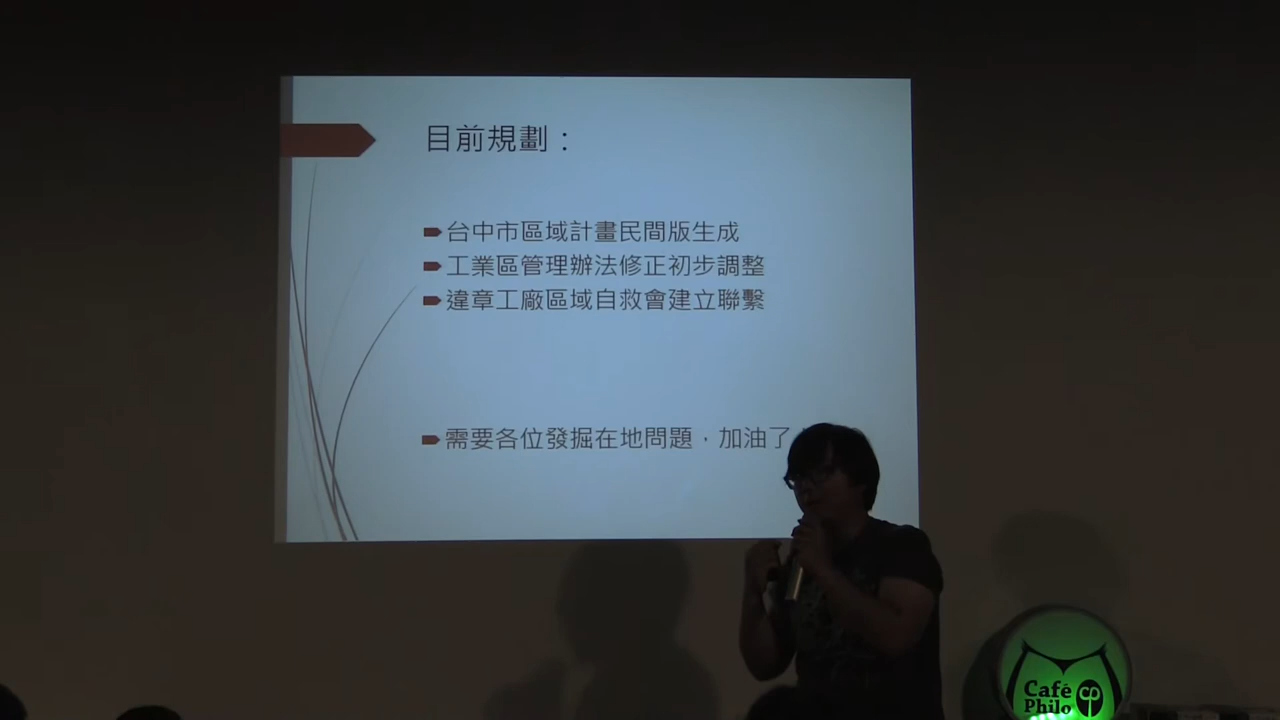 目前規劃：
台中市區域計畫民間版生成
工業區管理辦法修正初步調整
違章工廠區域自救會建立聯繫
需要各位發掘在地問題，加油了
Café
Philo